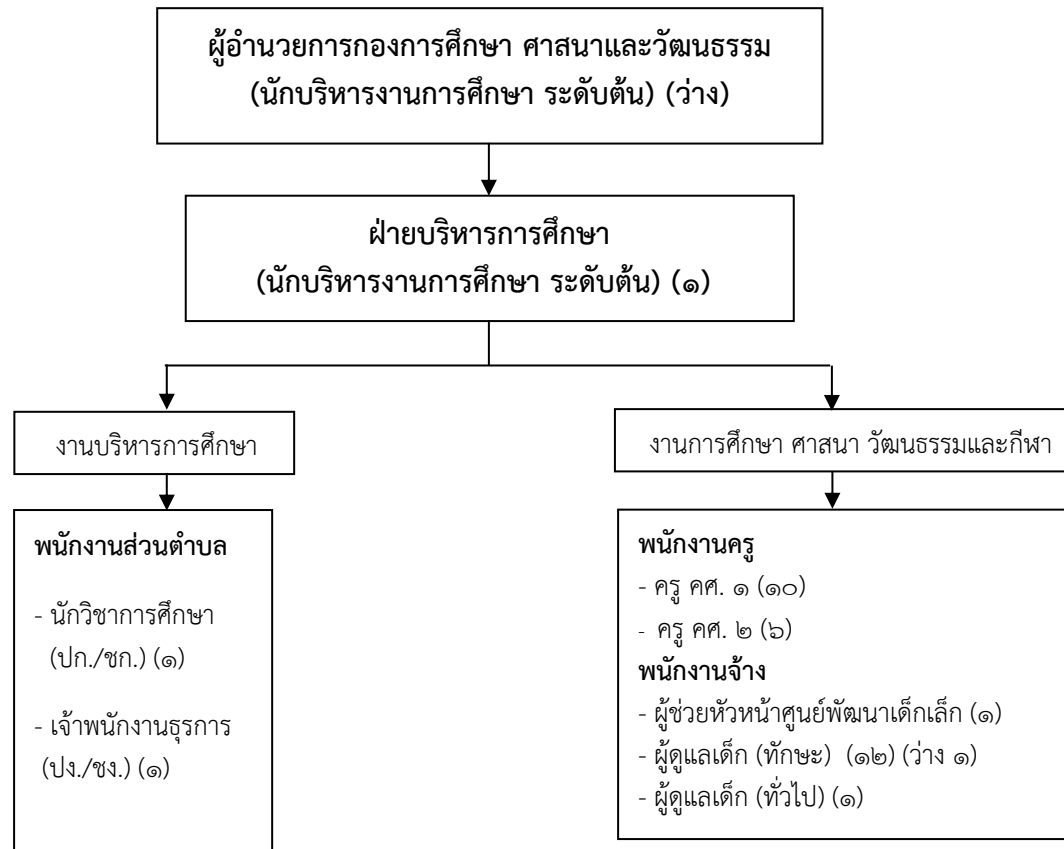 ผู้อำนวยการกองการศึกษา ศาสนาและวัฒนธรรม
(นักบริหารงานการศึกษา ระดับต้น) (ว่าง)
ฝ่ายบริหารการศึกษา
(นักบริหารงานการศึกษา ระดับต้น) (๑)
งานบริหารการศึกษา
งานการศึกษา ศาสนา วัฒนธรรมและกีฬา
พนักงานส่วนตำบล
- นักวิชาการศึกษา
(ปก./ชก.) (๑)
- เจ้าพนักงานธุรการ
(ปง./ชง.) (๑)
พนักงานครู
- ครู คศ. ๑ (๑๐)
- ครู คศ. ๒ (๖)
พนักงานจ้าง
- ผู้ช่วยหัวหน้าศูนย์พัฒนาเด็กเล็ก (๑)
- ผู้ดูแลเด็ก (ทักษะ) (๑๒) (ว่าง ๑)
- ผู้ดูแลเด็ก (ทั่วไป) (๑)